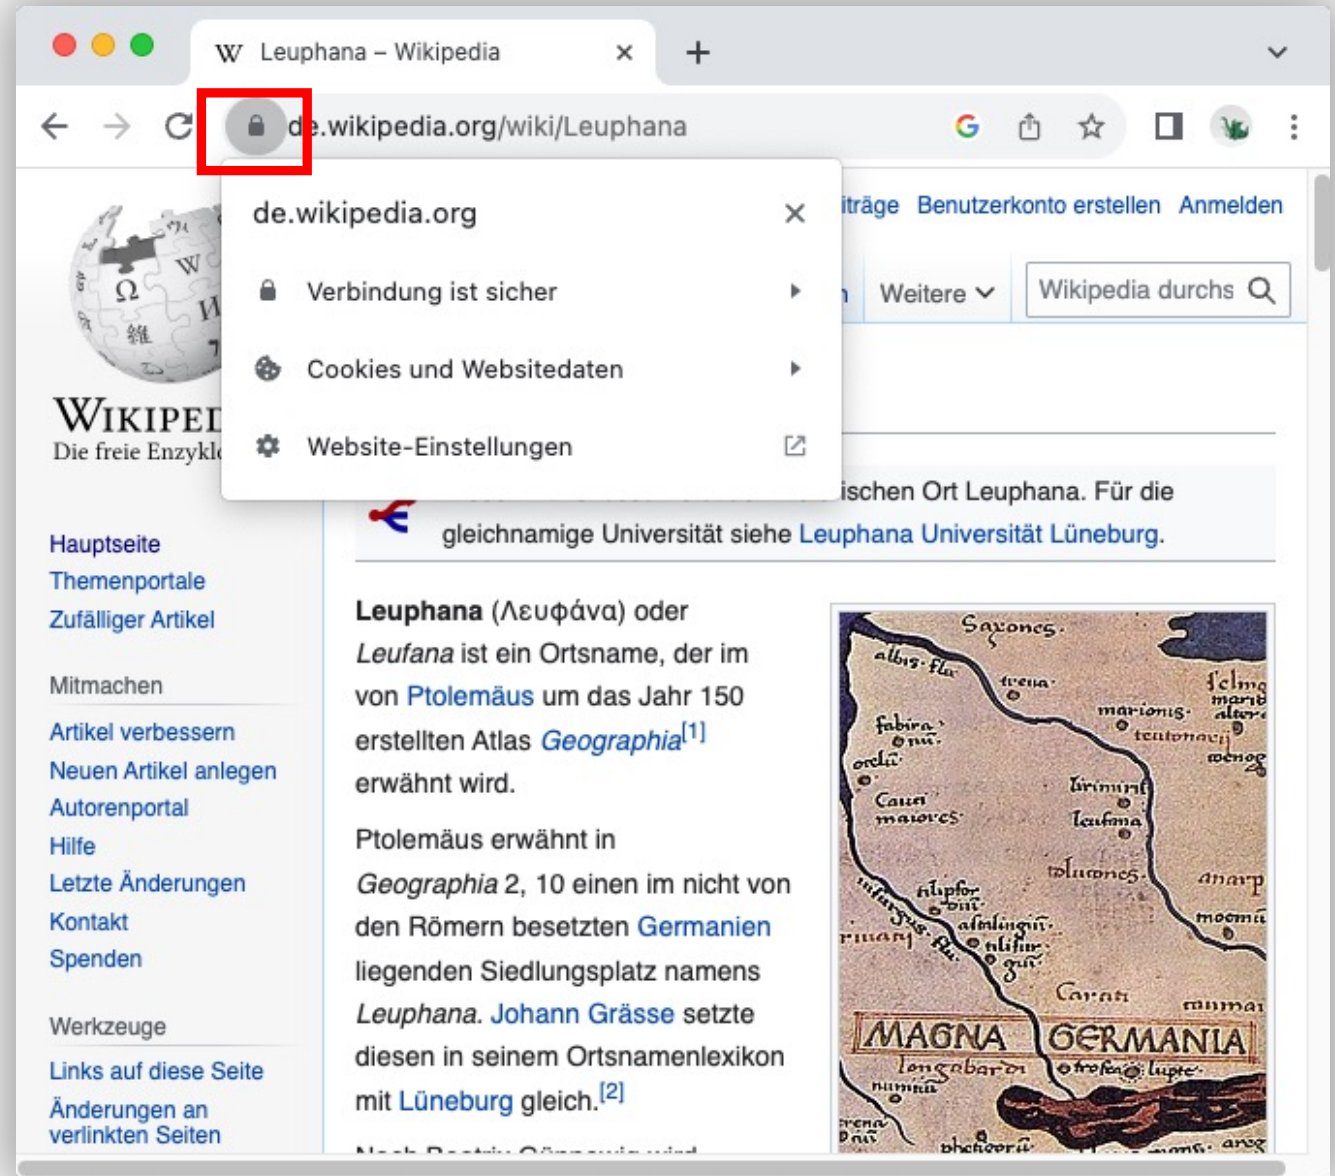 Leuphana – Wikipedia
de.wikipedia.org/wiki/Leuphana
de.wikipedia.org
Verbindung ist sicher
Cookies und Websitedaten
Website-Einstellungen
iträge Benutzerkonto erstellen Anmelden
Weitere
Wikipedia durchs
WIKIPED
Die freie Enzykl
ischen Ort Leuphana. Für die
gleichnamige Universität siehe Leuphana Universität Lüneburg.
Hauptseite
Themenportale
Zufälliger Artikel
Mitmachen
Artikel verbessern
Neuen Artikel anlegen
Autorenportal
Hilfe
Letzte Änderungen
Kontakt
Spenden
Werkzeuge
Links auf diese Seite
Änderungen an
verlinkten Seiten
Leuphana (Λευφάνα) oder
Leufana ist ein Ortsname, der im
von Ptolemäus um das Jahr 150
erstellten Atlas Geographia[1]
erwähnt wird.
Ptolemäus erwähnt in
Geographia 2, 10 einen im nicht von
den Römern besetzten Germanien
liegenden Siedlungsplatz namens
Leuphana. Johann Grässe setzte
diesen in seinem Ortsnamenlexikon
mit Lüneburg gleich.[2]
Saxones.
albis. flu
treua.
marionis.
MAGNA GERMANIA